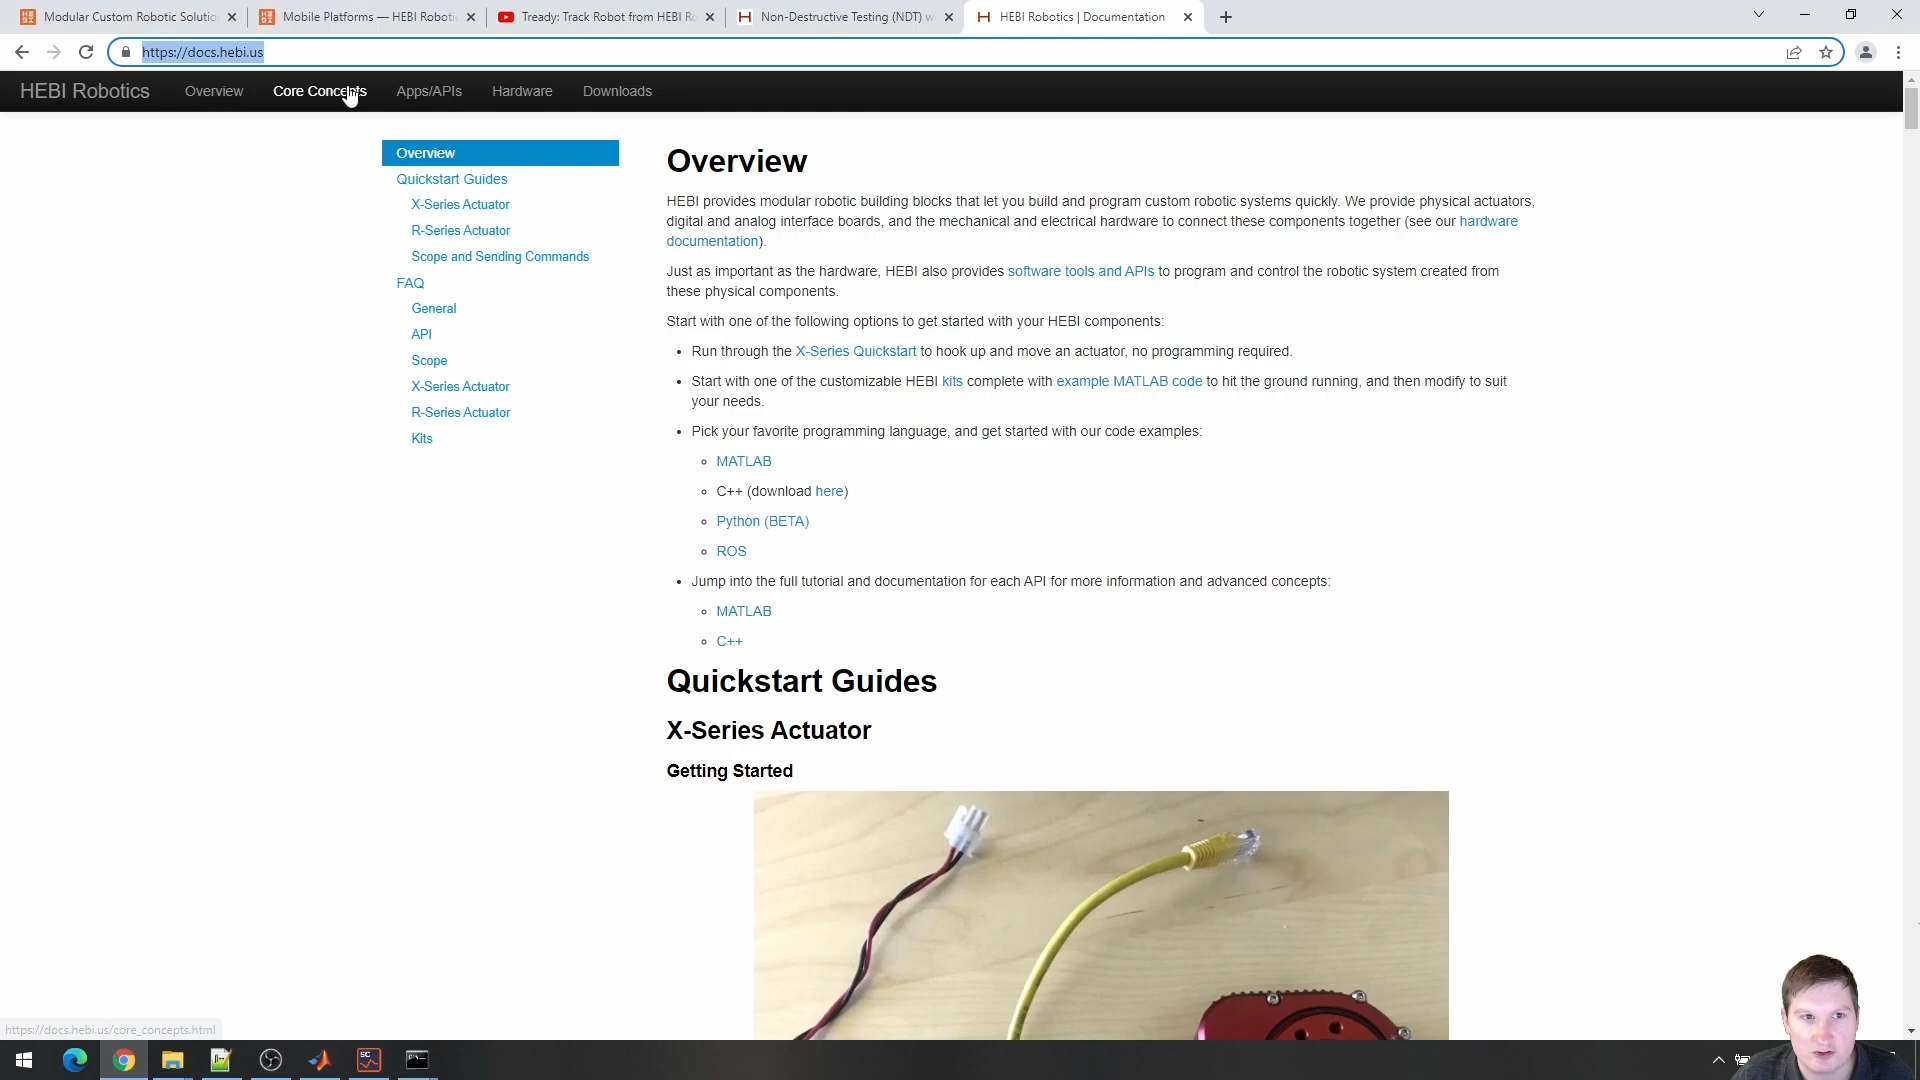 Modular Custom Robotic Solutio
Mobile Platforms — HEBI Robotic
Tready: Track Robot from HEBI Ro
Non-Destructive Testing (NDT) w
HEBI Robotics | Documentation
https://docs.hebi.us
HEBI Robotics
Overview
Core Concepts
Apps/APIs
Hardware
Downloads
Overview
Quickstart Guides
X-Series Actuator
R-Series Actuator
Scope and Sending Commands
FAQ
General
API
Scope
X-Series Actuator
R-Series Actuator
Kits
Overview
HEBI provides modular robotic building blocks that let you build and program custom robotic systems quickly. We provide physical actuators,
digital and analog interface boards, and the mechanical and electrical hardware to connect these components together (see our hardware
documentation).
Just as important as the hardware, HEBI also provides software tools and APIs to program and control the robotic system created from
these physical components.
Start with one of the following options to get started with your HEBI components:
• Run through the X-Series Quickstart to hook up and move an actuator, no programming required.
• Start with one of the customizable HEBI kits complete with example MATLAB code to hit the ground running, and then modify to suit
your needs.
• Pick your favorite programming language, and get started with our code examples:
MATLAB
C++ (download here)
Python (BETA)
ROS
• Jump into the full tutorial and documentation for each API for more information and advanced concepts:
MATLAB
C++
Quickstart Guides
X-Series Actuator
Getting Started
https://docs.hebi.us/core_concepts.html